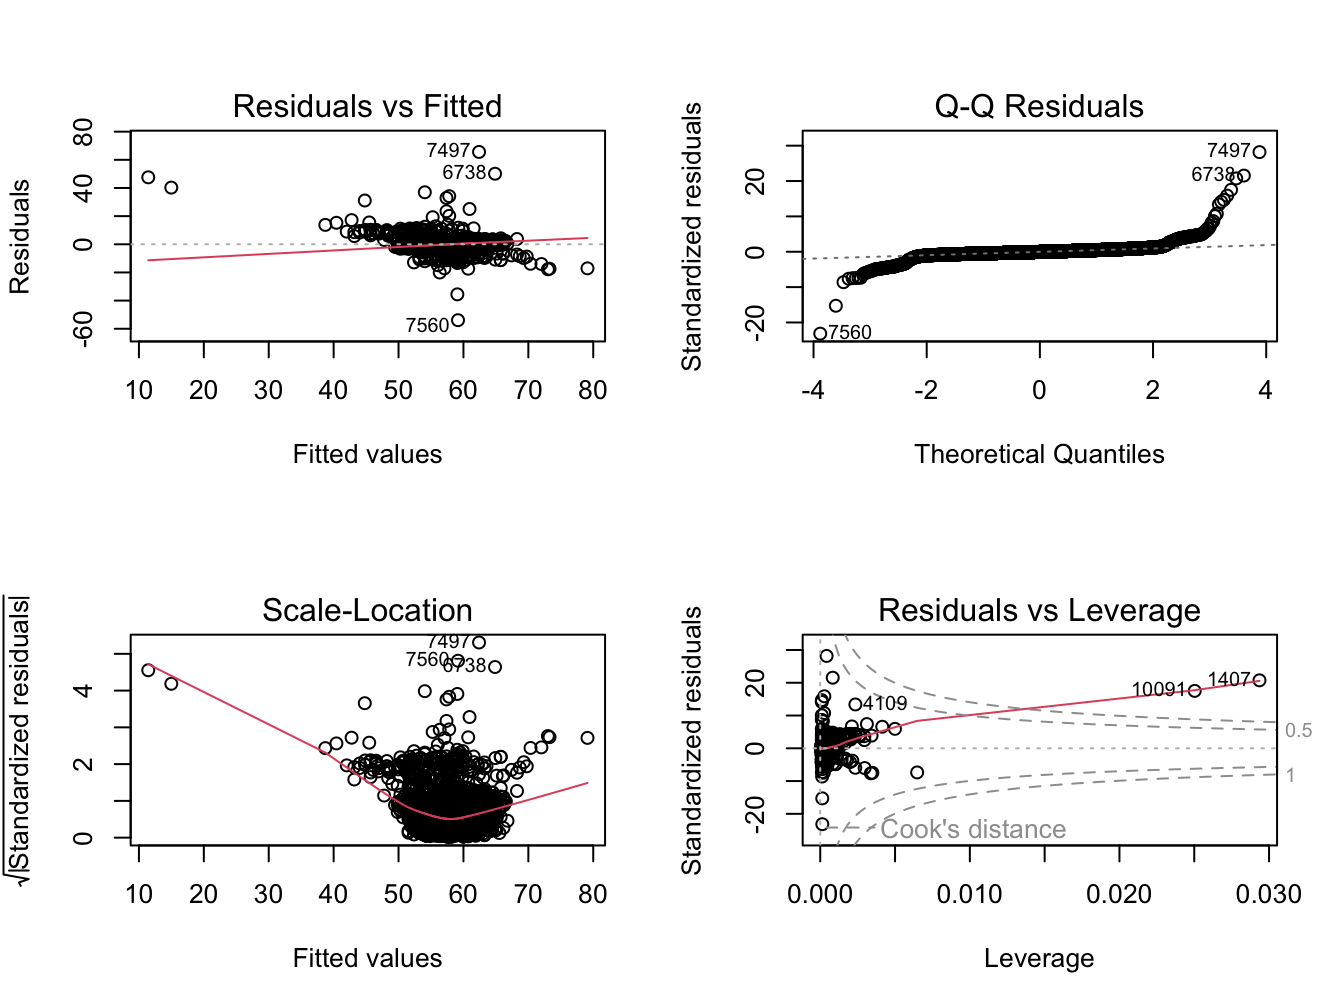 Residuals vs Fitted
Residuals
80
40
0
-60
7497
6738
7560
10 20 30 40 50 60 70 80
Fitted values
Q-Q Residuals
Standardized residuals
20
0
-20
7497
6738
7560
-4 -2 0 2 4
Theoretical Quantiles
Scale-Location
√|Standardized residuals|
4
2
0
7497
7560
6738
10 20 30 40 50 60 70 80
Fitted values
Residuals vs Leverage
Standardized residuals
20
0
-20
10091
1407
4109
0.5
1
Cook's distance
0.000 0.010 0.020 0.030
Leverage